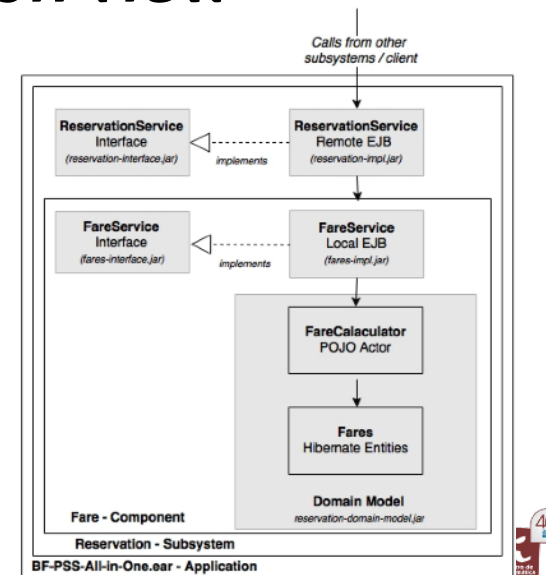 Calls from other
subsystems / client
ReservationService
Interface
(reservation-interface.jar)
implements
ReservationService
Remote EJB
(reservation-impl.jar)
FareService
Interface
(fares-interface.jar)
implements
FareService
Local EJB
(fares-impl.jar)
FareCalaculator
POJO Actor
Fares
Hibernate Entities
Domain Model
reservation-domain-model.jar
Fare - Component
Reservation - Subsystem
BF-PSS-All-in-One.ear - Application